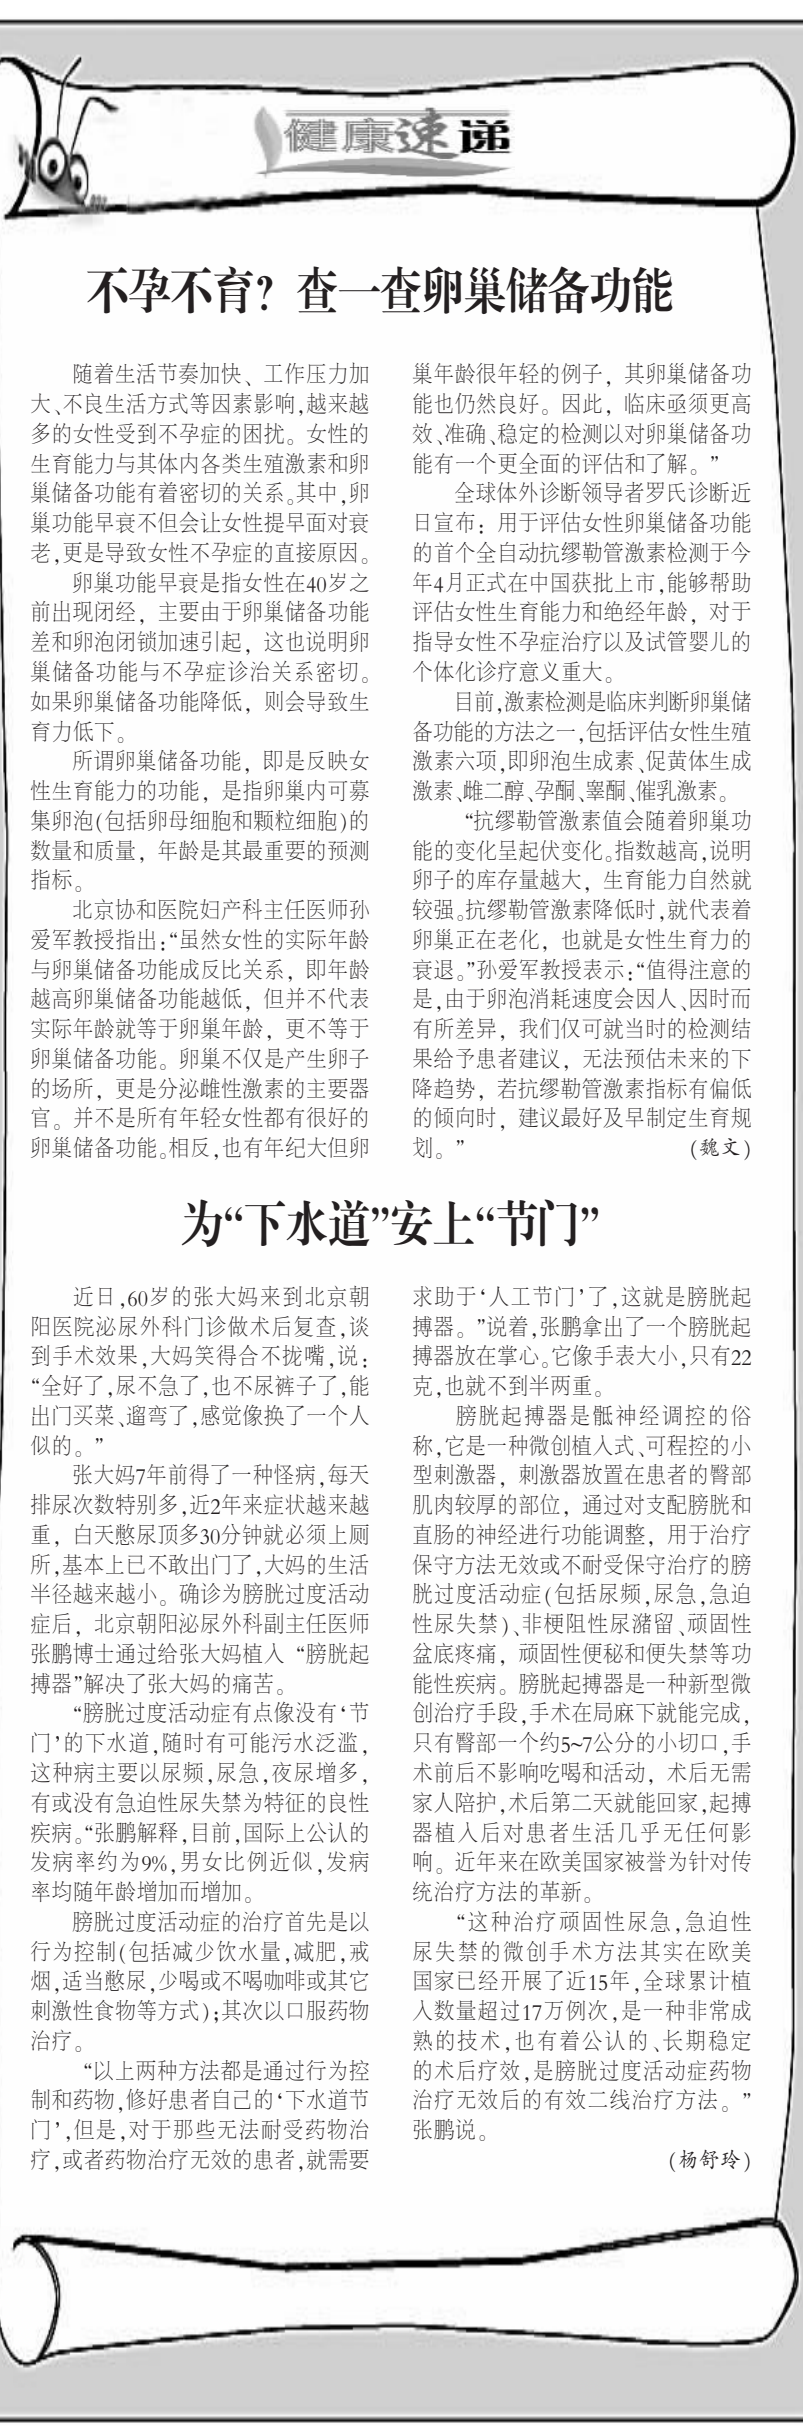 健康速递
不孕不育？查一查卵巢储备功能
随着生活节奏加快、工作压力加
大、不良生活方式等因素影响，越来越
多的女性受到不孕症的困扰。女性的
生育能力与其体内各类生殖激素和卵
巢储备功能有着密切的关系。其中，卵
巢功能早衰不但会让女性提早面对衰
老，更是导致女性不孕症的直接原因。
卵巢功能早衰是指女性在40岁之
前出现闭经，主要由于卵巢储备功能
差和卵泡闭锁加速引起，这也说明卵
巢储备功能与不孕症诊治关系密切。
如果卵巢储备功能降低，则会导致生
育力低下。
所谓卵巢储备功能，即是反映女
性生育能力的功能，是指卵巢内可募
集卵泡(包括卵母细胞和颗粒细胞)的
数量和质量，年龄是其最重要的预测
指标。
北京协和医院妇产科主任医师孙
爱军教授指出：“虽然女性的实际年龄
与卵巢储备功能成反比关系，即年龄
越高卵巢储备功能越低，但并不代表
实际年龄就等于卵巢年龄，更不等于
卵巢储备功能。卵巢不仅是产生卵子
的场所，更是分泌雌性激素的主要器
官。并不是所有年轻女性都有很好的
卵巢储备功能。相反，也有年纪大但卵
巢年龄很年轻的例子，其卵巢储备功
能也仍然良好。因此，临床亟须更高
效、准确、稳定的检测以对卵巢储备功
能有一个更全面的评估和了解。”
全球体外诊断领导者罗氏诊断近
日宣布：用于评估女性卵巢储备功能
的首个全自动抗缪勒管激素检测于今
年4月正式在中国获批上市，能够帮助
评估女性生育能力和绝经年龄，对于
指导女性不孕症治疗以及试管婴儿的
个体化诊疗意义重大。
目前，激素检测是临床判断卵巢储
备功能的方法之一，包括评估女性生殖
激素六项，即卵泡生成素、促黄体生成
激素、雌二醇、孕酮、睾酮、催乳激素。
“抗缪勒管激素值会随着卵巢功
能的变化呈起伏变化。指数越高，说明
卵子的库存量越大，生育能力自然就
较强。抗缪勒管激素降低时，就代表着
卵巢正在老化，也就是女性生育力的
衰退。”孙爱军教授表示：“值得注意的
是，由于卵泡消耗速度会因人、因时而
有所差异，我们仅可就当时的检测结
果给予患者建议，无法预估未来的下
降趋势，若抗缪勒管激素指标有偏低
的倾向时，建议最好及早制定生育规
划。” (魏文)
为“下水道”安上“节门”
近日，60岁的张大妈来到北京朝
阳医院泌尿外科门诊做术后复查，谈
到手术效果，大妈笑得合不拢嘴，说：
“全好了，尿不急了，也不尿裤子了，能
出门买菜、遛弯了，感觉像换了一个人
似的。”
张大妈7年前得了一种怪病，每天
排尿次数特别多，近2年来症状越来越
重，白天憋尿顶多30分钟就必须上厕
所，基本上已不敢出门了，大妈的生活
半径越来越小。确诊为膀胱过度活动
症后，北京朝阳泌尿外科副主任医师
张鹏博士通过给张大妈植入“膀胱起
搏器”解决了张大妈的痛苦。
“膀胱过度活动症有点像没有‘节
门’的下水道，随时有可能污水泛滥，
这种病主要以尿频，尿急，夜尿增多，
有或没有急迫性尿失禁为特征的良性
疾病。“张鹏解释，目前，国际上公认的
发病率约为9%，男女比例近似，发病
率均随年龄增加而增加。
膀胱过度活动症的治疗首先是以
行为控制(包括减少饮水量，减肥，戒
烟，适当憋尿，少喝或不喝咖啡或其它
刺激性食物等方式)；其次以口服药物
治疗。
“以上两种方法都是通过行为控
制和药物，修好患者自己的‘下水道节
门’，但是，对于那些无法耐受药物治
疗，或者药物治疗无效的患者，就需要
求助于‘人工节门’了，这就是膀胱起
搏器。”说着，张鹏拿出了一个膀胱起
搏器放在掌心。它像手表大小，只有22
克，也就不到半两重。
膀胱起搏器是骶神经调控的俗
称，它是一种微创植入式、可程控的小
型刺激器，刺激器放置在患者的臀部
肌肉较厚的部位，通过对支配膀胱和
直肠的神经进行功能调整，用于治疗
保守方法无效或不耐受保守治疗的膀
胱过度活动症(包括尿频，尿急，急迫
性尿失禁)、非梗阻性尿潴留、顽固性
盆底疼痛，顽固性便秘和便失禁等功
能性疾病。膀胱起搏器是一种新型微
创治疗手段，手术在局麻下就能完成，
只有臀部一个约5~7公分的小切口，手
术前后不影响吃喝和活动，术后无需
家人陪护，术后第二天就能回家，起搏
器植入后对患者生活几乎无任何影
响。近年来在欧美国家被誉为针对传
统治疗方法的革新。
“这种治疗顽固性尿急，急迫性
尿失禁的微创手术方法其实在欧美
国家已经开展了近15年，全球累计植
入数量超过17万例次，是一种非常成
熟的技术，也有着公认的、长期稳定
的术后疗效，是膀胱过度活动症药物
治疗无效后的有效二线治疗方法。”
张鹏说。
(杨舒玲)